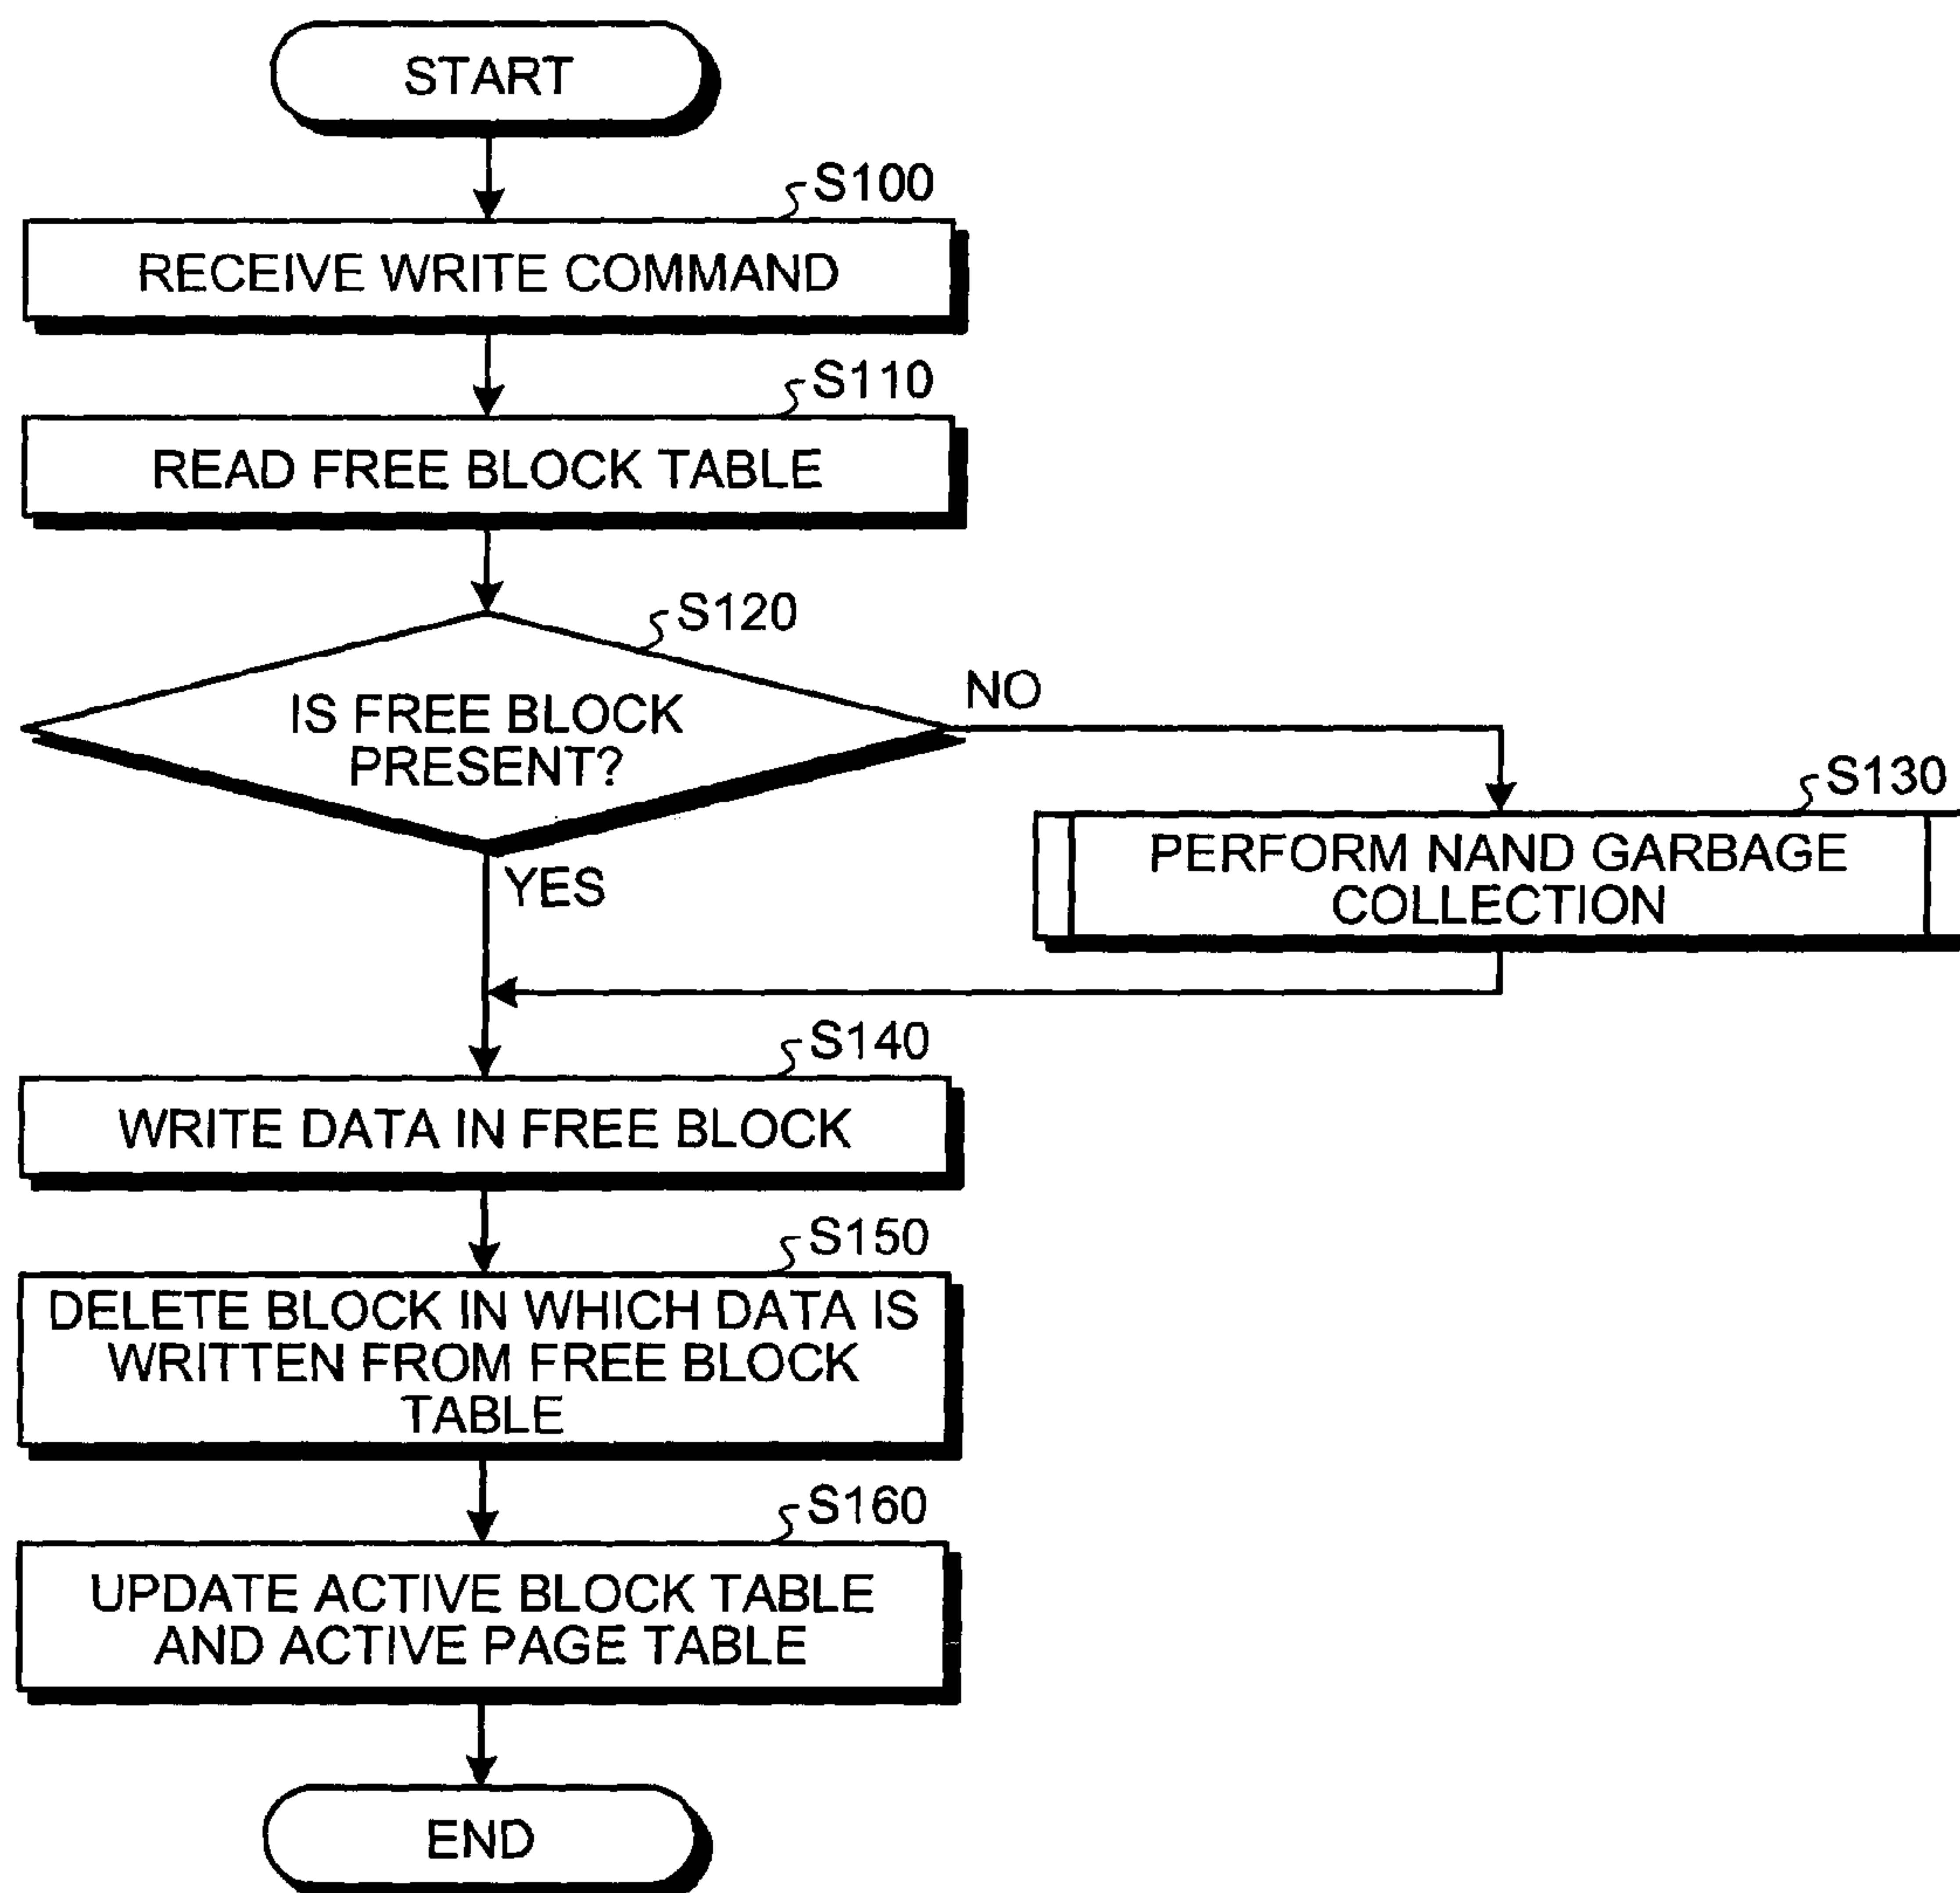 START
S100
RECEIVE WRITE COMMAND
S110
READ FREE BLOCK TABLE
S120
IS FREE BLOCK
PRESENT?
NO
YES
S130
PERFORM NAND GARBAGE
COLLECTION
S140
WRITE DATA IN FREE BLOCK
S150
DELETE BLOCK IN WHICH DATA IS
WRITTEN FROM FREE BLOCK
TABLE
S160
UPDATE ACTIVE BLOCK TABLE
AND ACTIVE PAGE TABLE
END